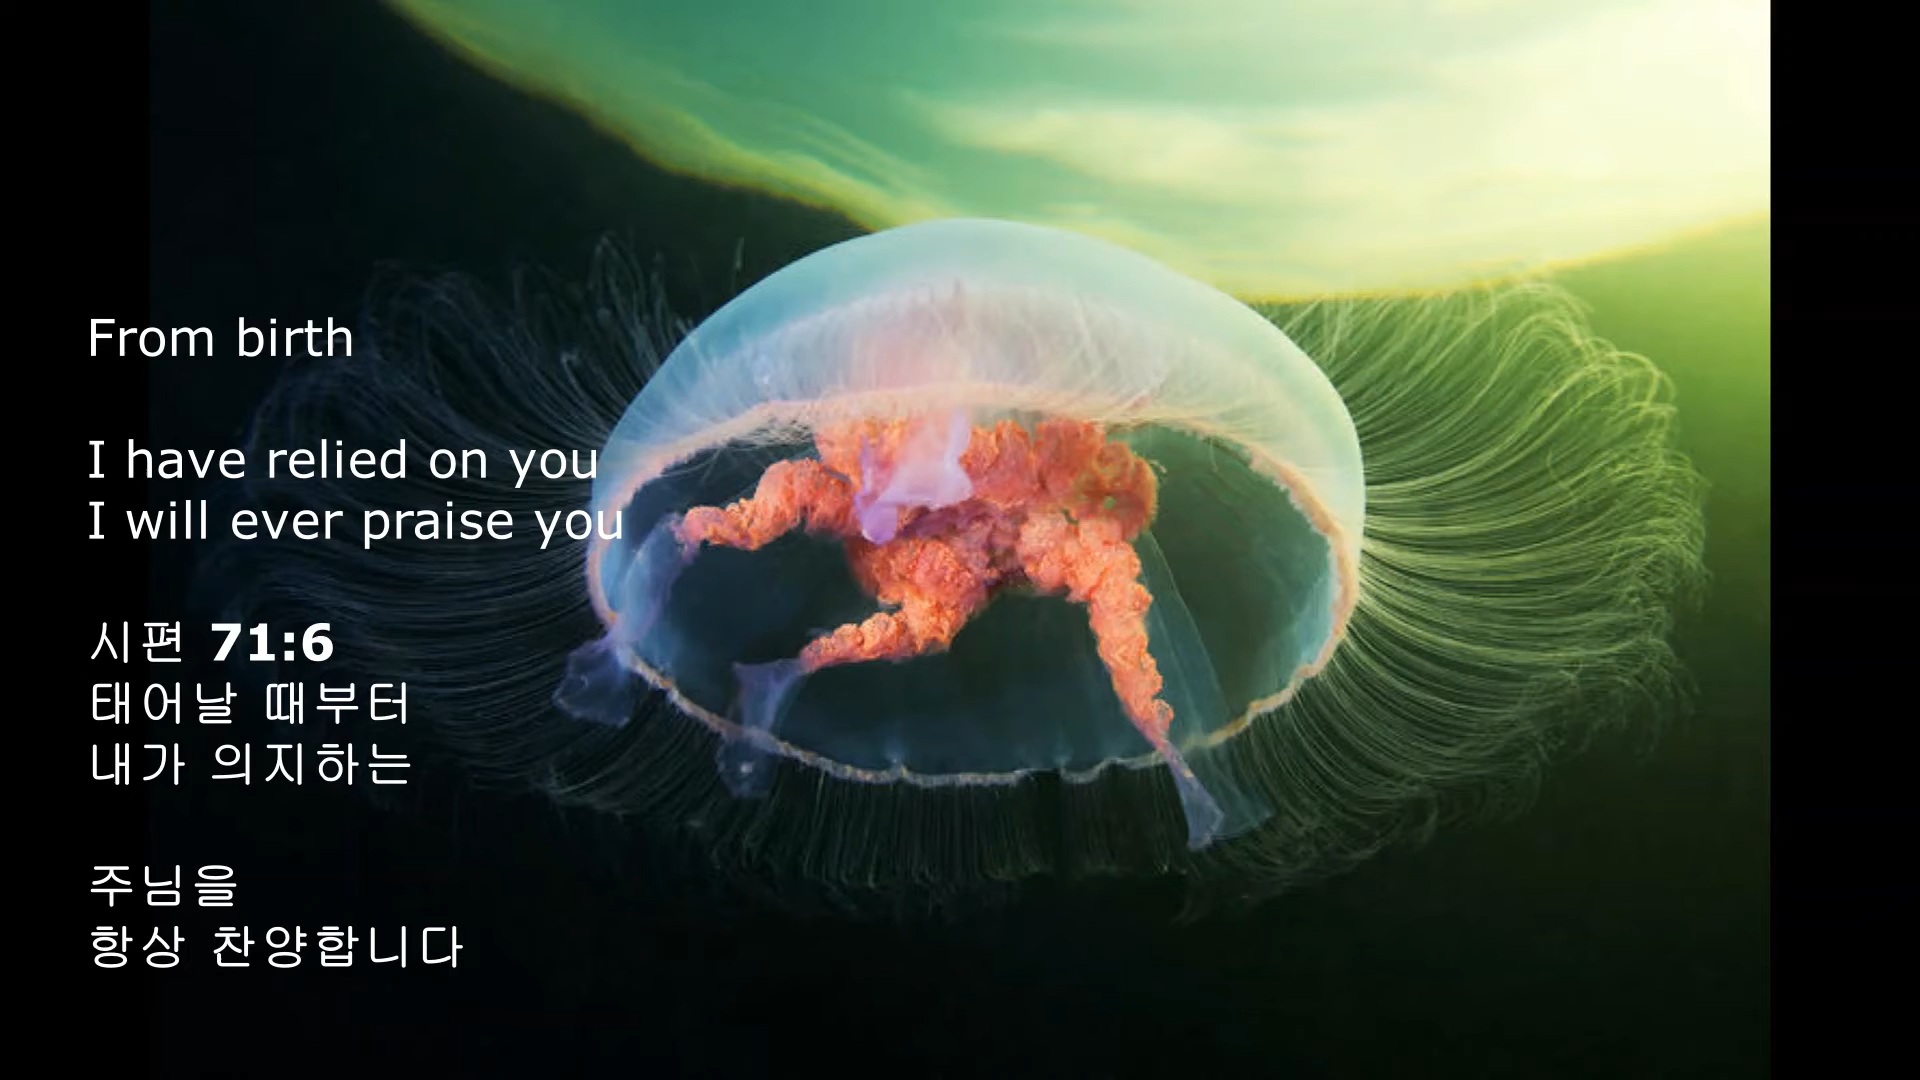 From birth
I have relied on you
I will ever praise you
시편 71:6
태어날 때부터
내가 의지하는
주님을
항상 찬양합니다